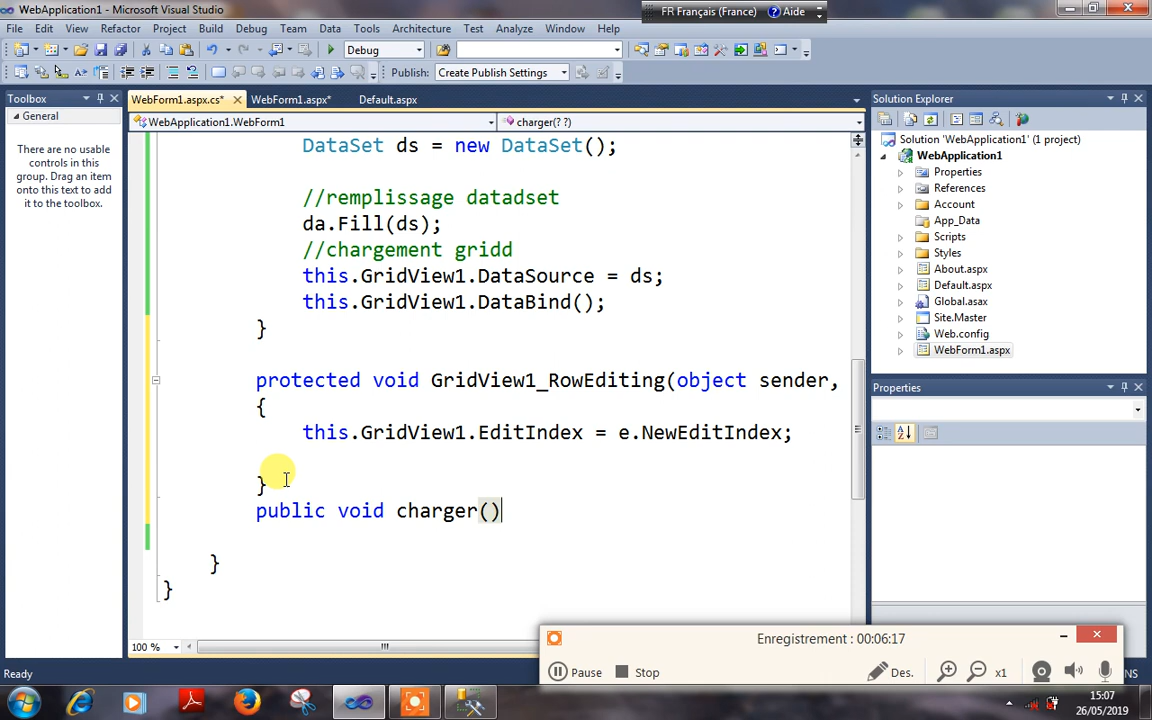 WebApplication1 - Microsoft Visual Studio
FR Français (France) Aide
File Edit View Refactor Project Build Debug Team Data Tools Architecture Test Analyze Window Help
Debug
Publish: Create Publish Settings
Toolbox
WebForm1.aspx.cs* WebForm1.aspx* Default.aspx
Solution Explorer
General
WebApplication1.WebForm1
charger(? ?)
There are no usable
controls in this
group. Drag an item
onto this text to add
it to the toolbox.
DataSet ds = new DataSet();
//remplissage datadset
da.Fill(ds);
//chargement gridd
this.GridView1.DataSource = ds;
this.GridView1.DataBind();
}
protected void GridView1_RowEditing(object sender,
{
this.GridView1.EditIndex = e.NewEditIndex;
}
public void charger()
}
}
100 %
Solution 'WebApplication1' (1 project)
WebApplication1
Properties
References
Account
App_Data
Scripts
Styles
About.aspx
Default.aspx
Global.asax
Site.Master
Web.config
WebForm1.aspx
Properties
Enregistrement : 00:06:17
Pause Stop Des. x1
Ready
NS
15:07
26/05/2019